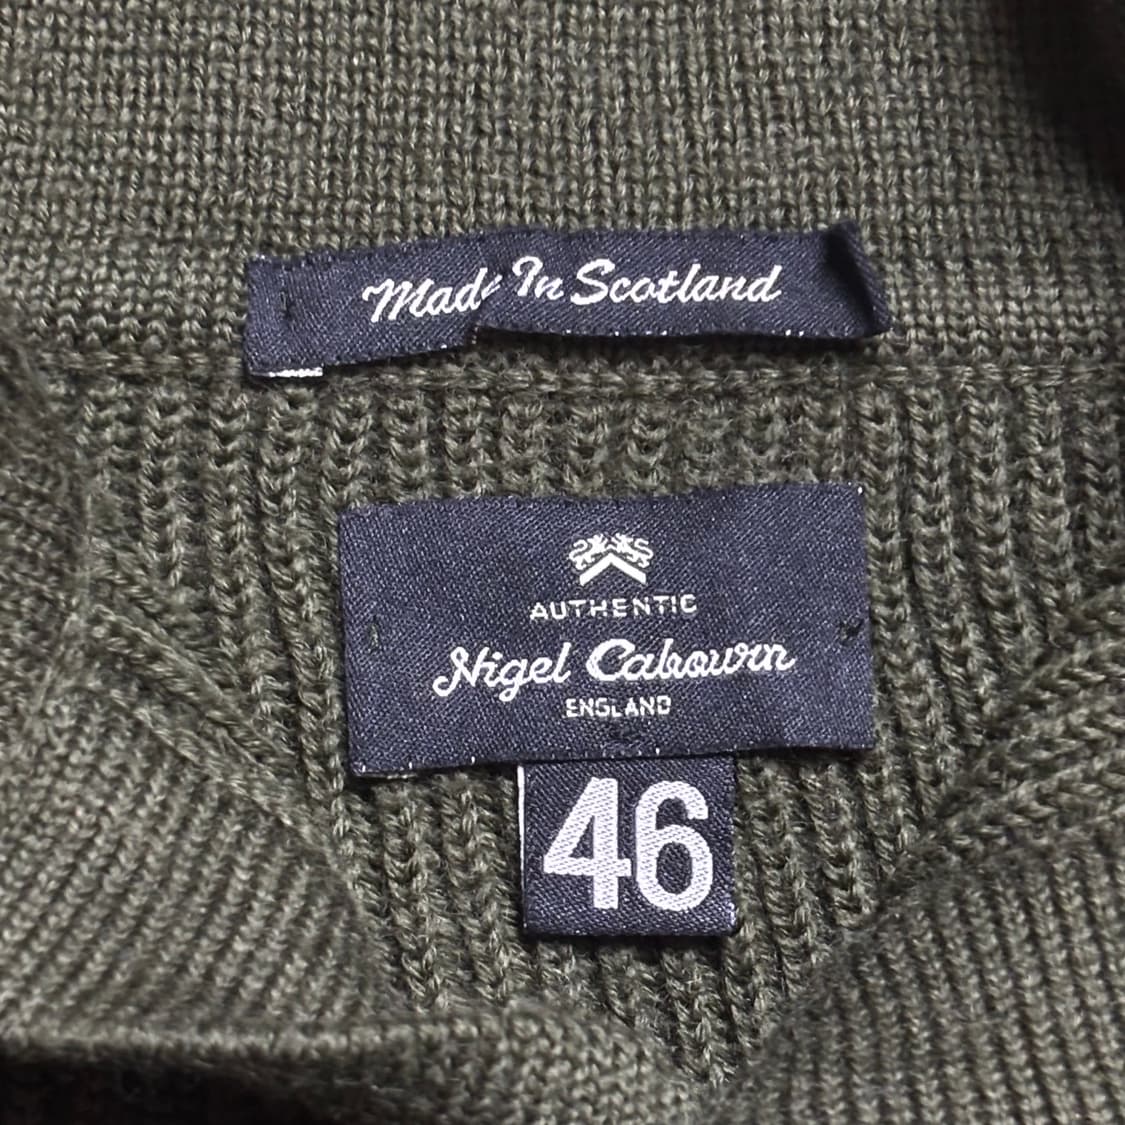 Made In Scotland
AUTHENTIC
Nigel Cabourn
ENGLAND
46